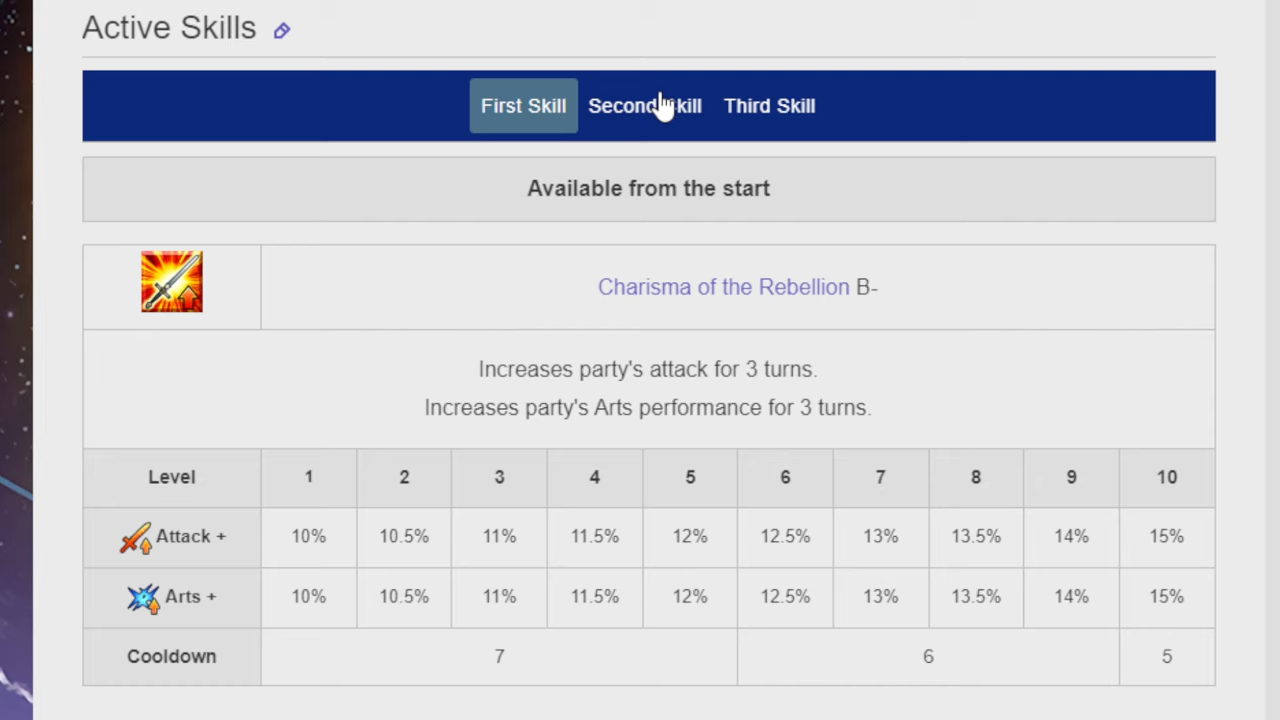 Active Skills
First Skill Second Skill Third Skill
Available from the start
Charisma of the Rebellion B-
Increases party's attack for 3 turns.
Increases party's Arts performance for 3 turns.
Level 1 2 3 4 5 6 7 8 9 10
Attack + 10% 10.5% 11% 11.5% 12% 12.5% 13% 13.5% 14% 15%
Arts + 10% 10.5% 11% 11.5% 12% 12.5% 13% 13.5% 14% 15%
Cooldown 7 6 5